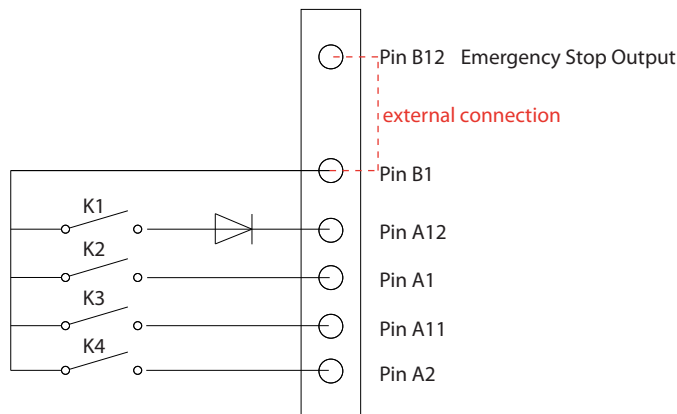 Pin B12 Emergency Stop Output
external connection
Pin B1
K1
Pin A12
K2
Pin A1
K3
Pin A11
K4
Pin A2